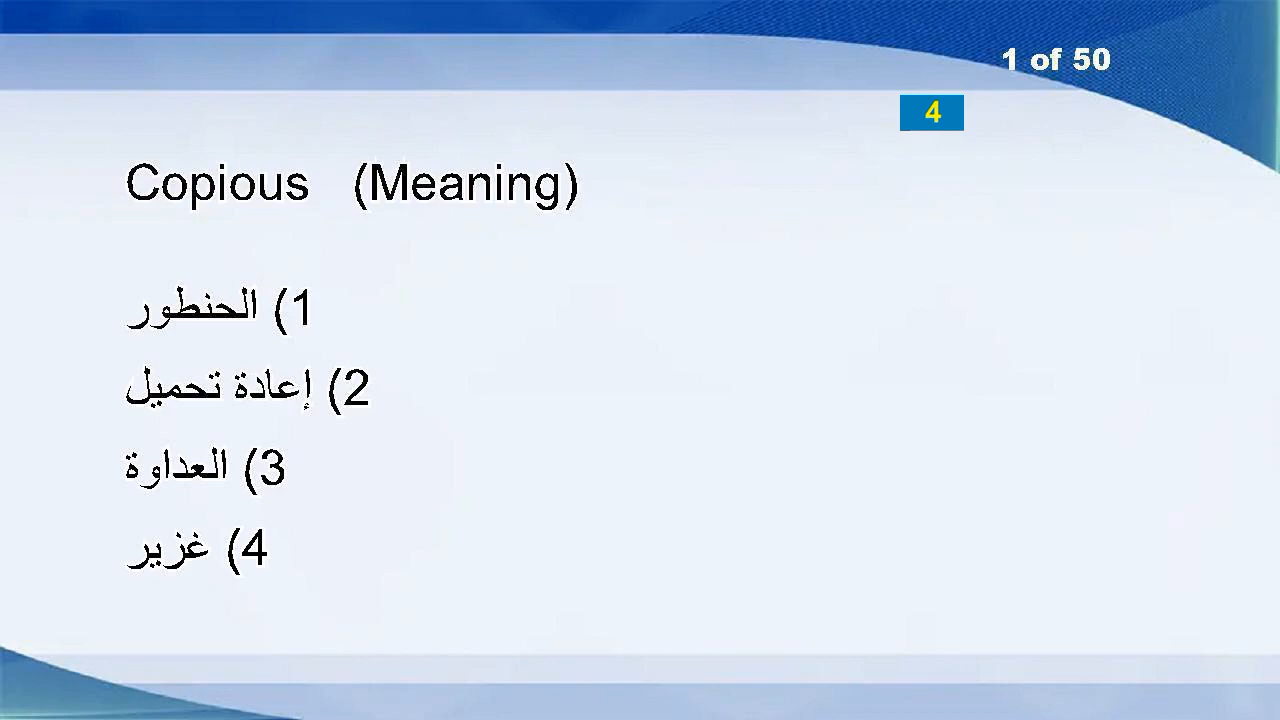 1 of 50
4
Copious (Meaning)
1) الحنطور
2) إعادة تحميل
3) العداوة
4) غزير